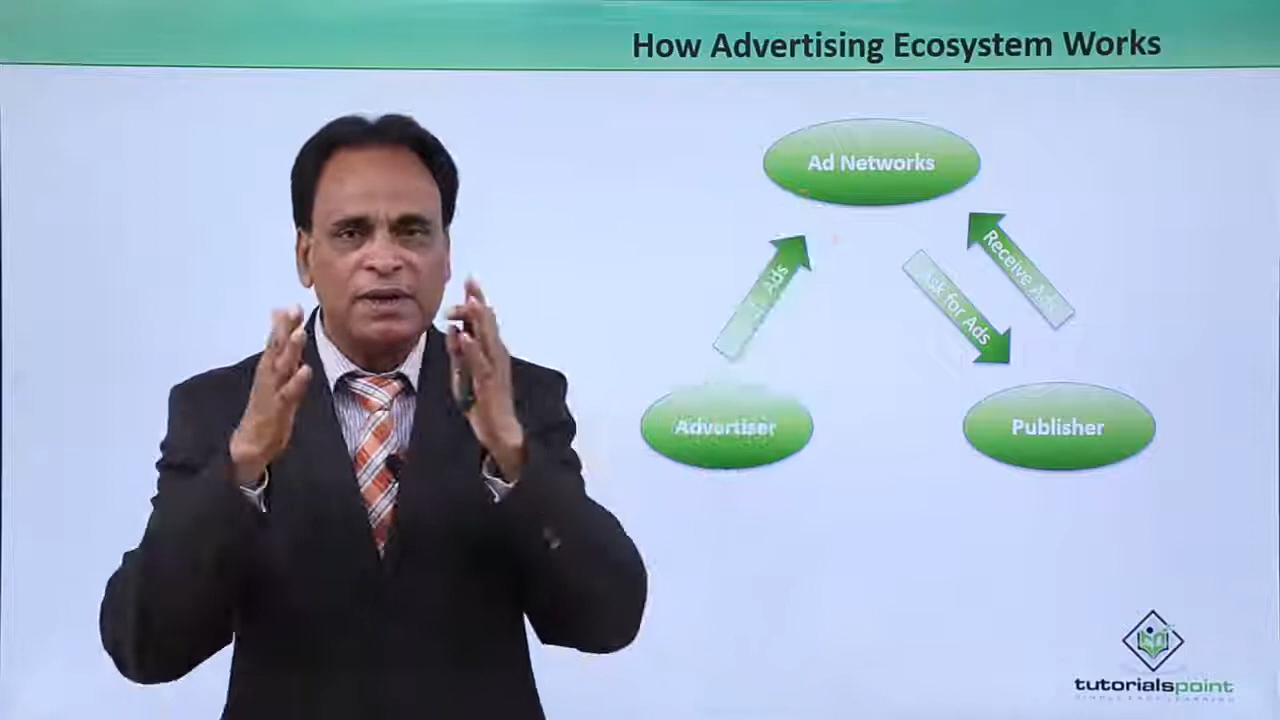 How Advertising Ecosystem Works
Ad Networks
Ads
Ask for Ads
Receive Ads
Advertiser
Publisher
tutorialspoint